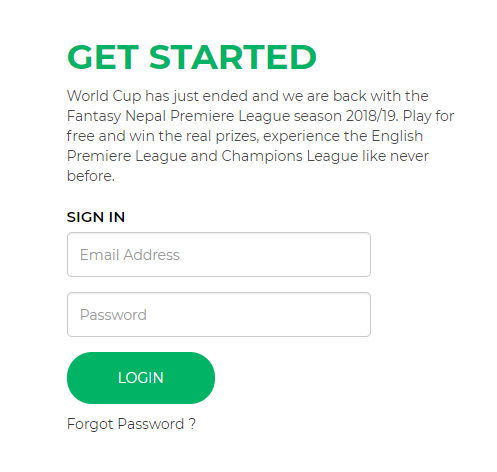 GET STARTED
World Cup has just ended and we are back with the
Fantasy Nepal Premiere League season 2018/19. Play for
free and win the real prizes, experience the English
Premiere League and Champions League like never
before.
SIGN IN
Email Address
Password
LOGIN
Forgot Password ?